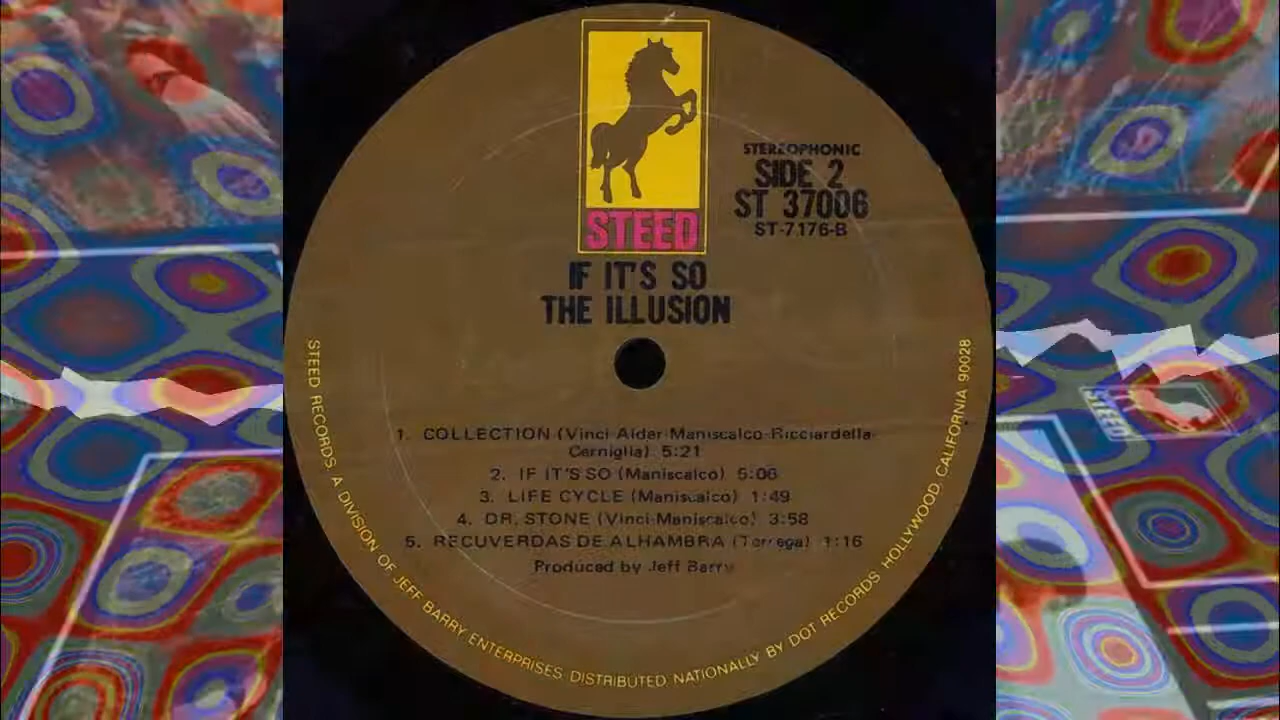 STEED
STEREOPHONIC
SIDE 2
ST 37006
ST-7176-B
IF IT'S SO
THE ILLUSION
1. COLLECTION (Vinci-Alder-Maniscalco-Ricciardella-
Cerniglia) 5:21
2. IF IT'S SO (Maniscalco) 5:06
3. LIFE CYCLE (Maniscalco) 1:49
4. DR. STONE (Vinci-Maniscalco) 3:58
5. RECUVERDAS DE ALHAMBRA (Torrega) 1:16
Produced by Jeff Barry
STEED RECORDS, A DIVISION OF JEFF BARRY ENTERPRISES DISTRIBUTED NATIONALLY BY DOT RECORDS HOLLYWOOD, CALIFORNIA 90028
STEED